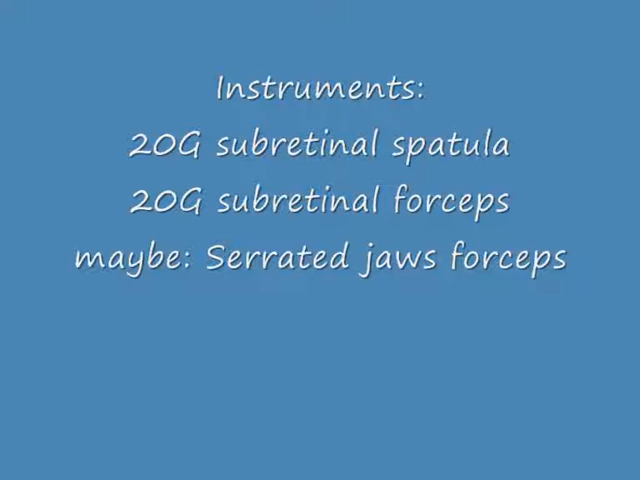 Instruments:
20G subretinal spatula
20G subretinal forceps
maybe: Serrated jaws forceps